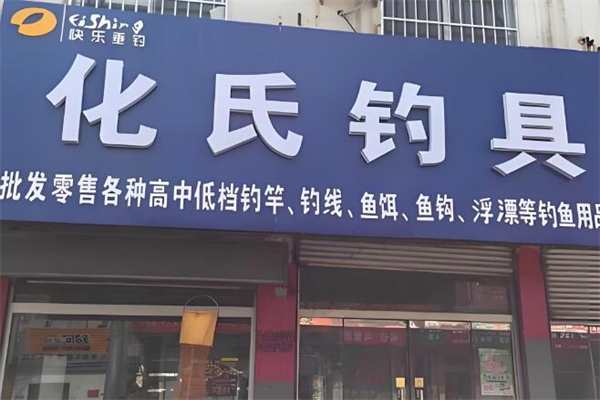 Fishing
快乐垂钓
化氏钓具
批发零售各种高中低档钓竿、钓线、鱼饵、鱼钩、浮漂等钓鱼用品